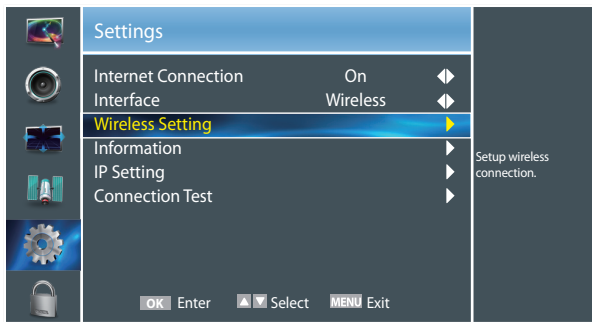 Settings
Internet Connection On
Interface Wireless
Wireless Setting
Information
IP Setting
Connection Test
Setup wireless
connection.
OK Enter Select MENU Exit